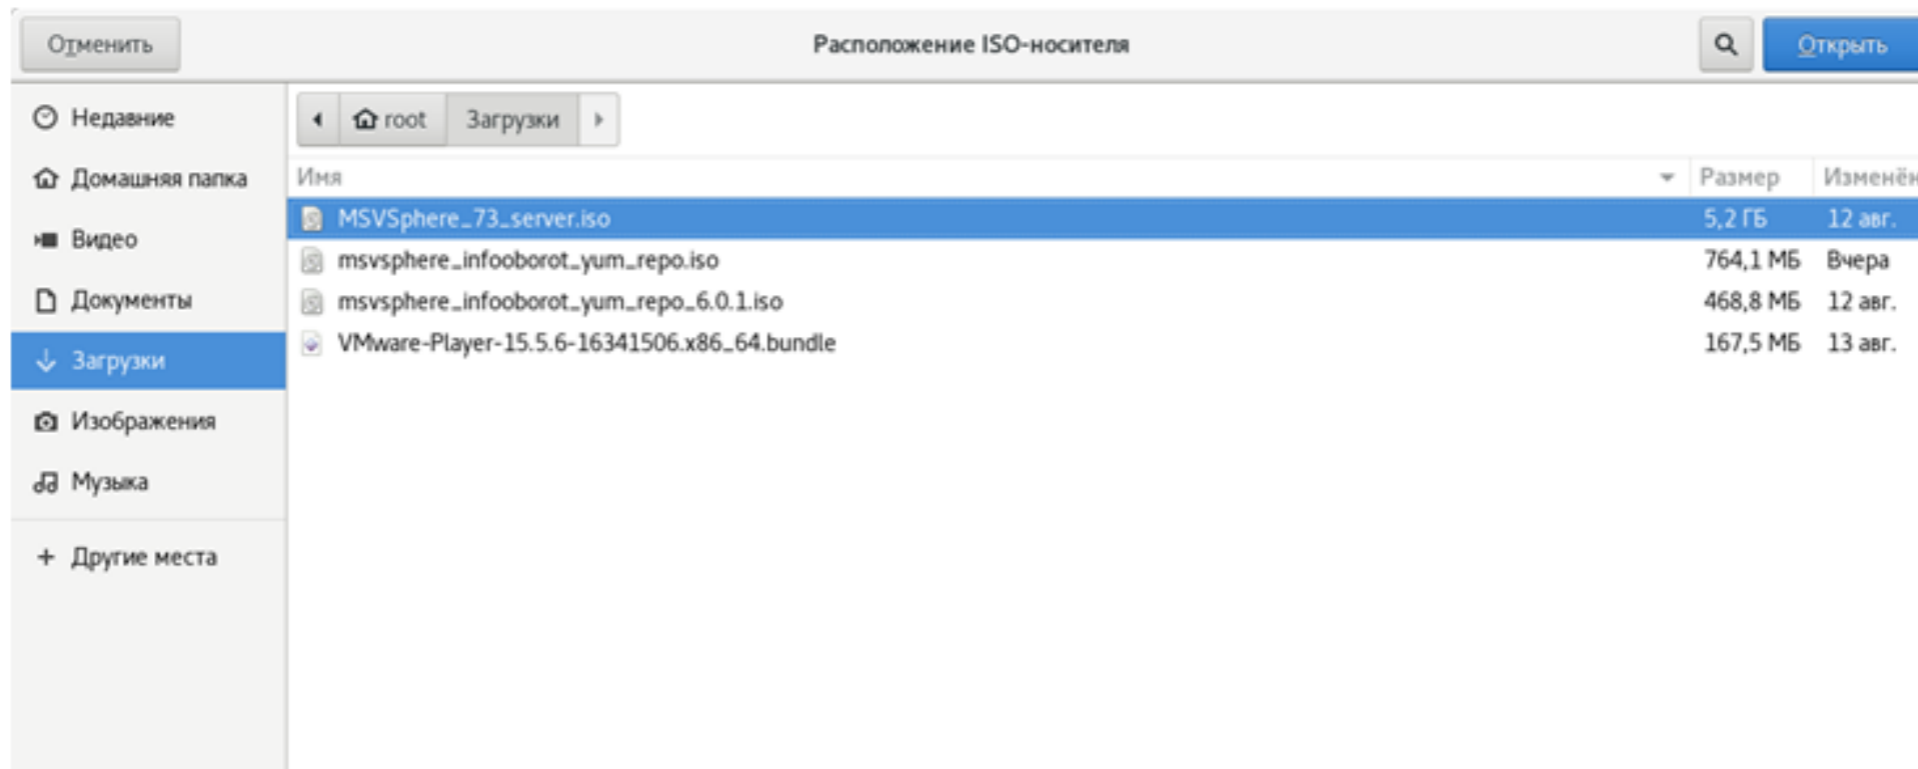 Отменить Расположение ISO-носителя Открыть
Недавние
Домашняя папка
Видео
Документы
Загрузки
Изображения
Музыка
Другие места
root Загрузки
Имя Размер Изменён
MSVSphere_73_server.iso 5,2 ГБ 12 авг.
msvsphere_infooborot_yum_repo.iso 764,1 МБ Вчера
msvsphere_infooborot_yum_repo_6.0.1.iso 468,8 МБ 12 авг.
VMware-Player-15.5.6-16341506.x86_64.bundle 167,5 МБ 13 авг.